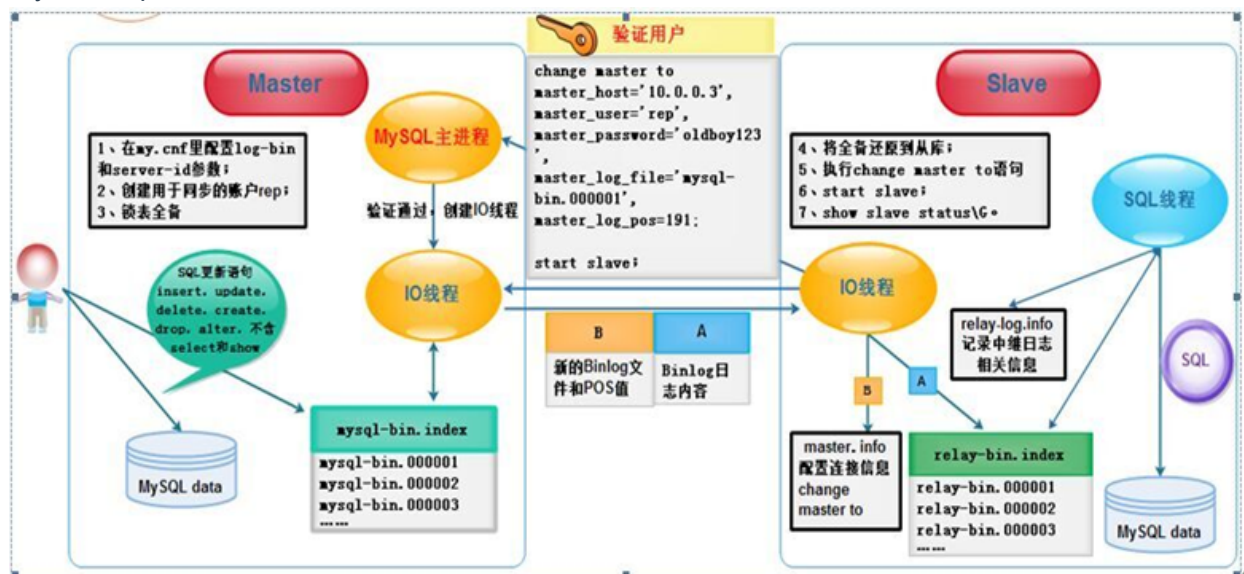 验证用户
change master to
master_host='10.0.0.3',
master_user='rep',
master_password='oldboy123
',
master_log_file='mysql-
bin.000001',
master_log_pos=191;
start slave;
Master
MySQL主进程
1、在my.cnf里配置log-bin
和server-id参数;
2、创建用于同步的账户rep;
3、锁表全备
验证通过,创建IO线程
SQL更新语句
insert、update、
delete、create、
drop、alter、不含
select和show
IO线程
mysql-bin.index
mysql-bin.000001
mysql-bin.000002
mysql-bin.000003
……
MySQL data
B
新的Binlog文
件和POS值
A
Binlog日
志内容
Slave
4、将全备还原到从库;
5、执行change master to语句
6、start slave;
7、show slave status\G。
SQL线程
IO线程
relay-log.info
记录中继日志
相关信息
SQL
B
A
master.info
配置连接信息
change
master to
relay-bin.index
relay-bin.000001
relay-bin.000002
relay-bin.000003
……
MySQL data